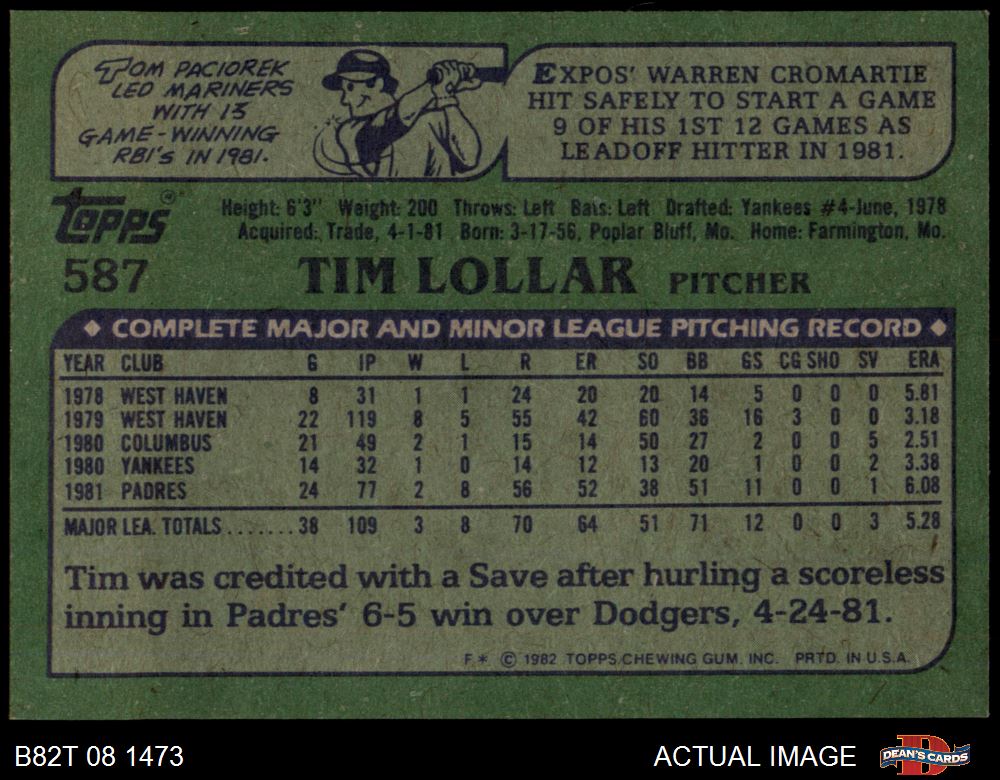 TOM PACIOREK
LED MARINERS
WITH 13
GAME-WINNING
RBI's IN 1981.
EXPOS' WARREN CROMARTIE
HIT SAFELY TO START A GAME
9 OF HIS 1ST 12 GAMES AS
LEADOFF HITTER IN 1981.
Topps®
Height: 6'3" Weight: 200 Throws: Left Bats: Left Drafted: Yankees #4-June, 1978
Acquired: Trade, 4-1-81 Born: 3-17-56, Poplar Bluff, Mo. Home: Farmington, Mo.
587 TIM LOLLAR PITCHER
◆ COMPLETE MAJOR AND MINOR LEAGUE PITCHING RECORD ◆
YEAR CLUB G IP W L R ER SO BB GS CG SHO SV ERA
1978 WEST HAVEN 8 31 1 1 24 20 20 14 5 0 0 0 5.81
1979 WEST HAVEN 22 119 8 5 55 42 60 36 16 3 0 0 3.18
1980 COLUMBUS 21 49 2 1 15 14 50 27 2 0 0 5 2.51
1980 YANKEES 14 32 1 0 14 12 13 20 1 0 0 2 3.38
1981 PADRES 24 77 2 8 56 52 38 51 11 0 0 1 6.08
MAJOR LEA. TOTALS.......38 109 3 8 70 64 51 71 12 0 0 3 5.28
Tim was credited with a Save after hurling a scoreless
inning in Padres' 6-5 win over Dodgers, 4-24-81.
F* © 1982 TOPPS CHEWING GUM, INC. PRTD. IN U.S.A.
B82T 08 1473 ACTUAL IMAGE DEAN'S CARDS